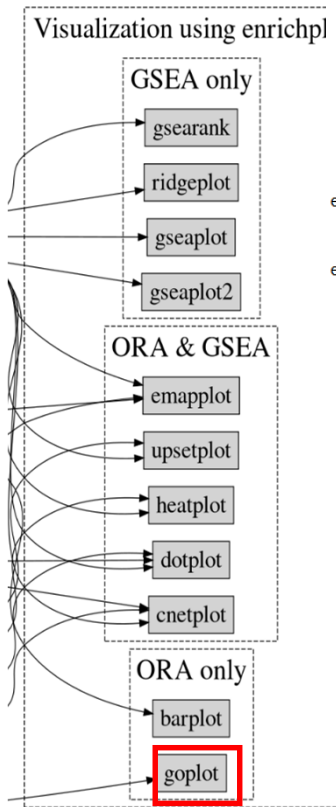 Visualization using enrichpl
GSEA only
gsearank
ridgeplot
gseaplot
gseaplot2
ORA & GSEA
emapplot
upsetplot
heatplot
dotplot
cnetplot
ORA only
barplot
goplot
e
e